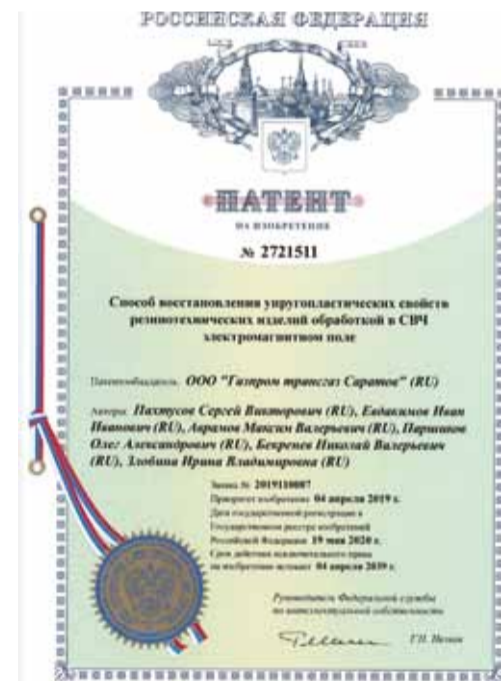 РОССИЙСКАЯ ФЕДЕРАЦИЯ
ПАТЕНТ
НА ИЗОБРЕТЕНИЕ
№ 2721511
Способ восстановления упругопластических свойств
резинотехнических изделий обработкой в СВЧ
электромагнитном поле
Патентообладатель: ООО "Газпром трансгаз Саратов" (RU)
Авторы: Пахтусов Сергей Викторович (RU), Евдакимов Иван
Иванович (RU), Аврамов Максим Валерьевич (RU), Паршиков
Олег Александрович (RU), Бекренев Николай Валерьевич
(RU), Злобина Ирина Владимировна (RU)
Заявка № 2019110007
Приоритет изобретения 04 апреля 2019 г.
Дата государственной регистрации в
Государственном реестре изобретений
Российской Федерации 19 мая 2020 г.
Срок действия исключительного права
на изобретение истекает 04 апреля 2039 г.
Руководитель Федеральной службы
по интеллектуальной собственности
Г.П. Ивлиев